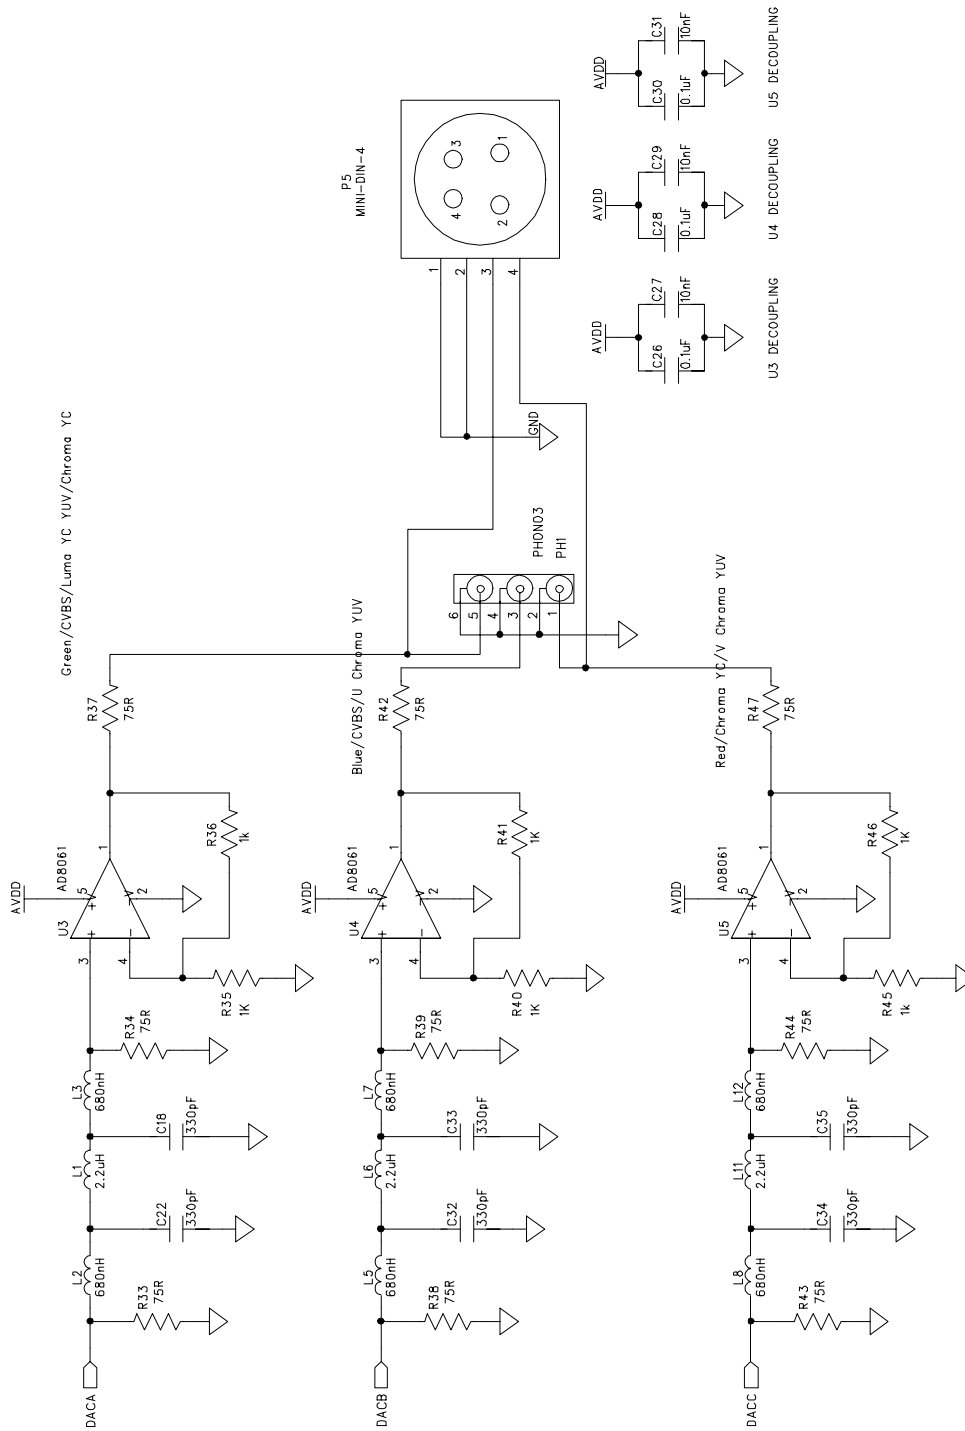 DACA
R33
75R
L2
680nH
C22
330pF
L1
2.2uH
C18
330pF
L3
680nH
R34
75R
3
4
R35
1K
U3
+
−
+
5
V
V
2
AVDD
AD8061
1
R36
1k
R37
75R
Green/CVBS/Luma YC YUV/Chroma YC
DACB
R38
75R
L5
680nH
C32
330pF
L6
2.2uH
C33
330pF
L7
680nH
R39
75R
3
4
R40
1K
U4
+
−
+
5
V
V
2
AVDD
AD8061
1
R41
1K
R42
75R
Blue/CVBS/U Chroma YUV
DACC
R43
75R
L8
680nH
C34
330pF
L11
2.2uH
C35
330pF
L12
680nH
R44
75R
3
4
R45
1k
U5
+
−
+
5
V
V
2
AVDD
AD8061
1
R46
1K
R47
75R
Red/Chroma YC/V Chroma YUV
6
5
4
3
2
1
PHONO3
PH1
GND
1
2
3
4
P5
MINI-DIN-4
4
3
2
1
AVDD
C26
0.1uF
C27
10nF
U3 DECOUPLING
AVDD
C28
0.1uF
C29
10nF
U4 DECOUPLING
AVDD
C30
0.1uF
C31
10nF
U5 DECOUPLING